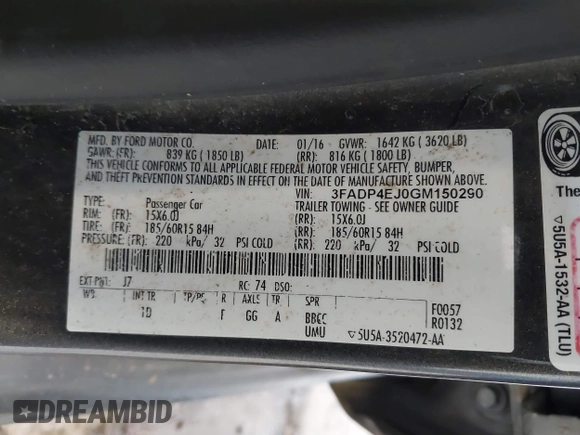 MFD. BY FORD MOTOR CO. DATE: 01/16 GVWR: 1642 KG ( 3620 LB)
GAWR: (FR): 839 KG ( 1850 LB) (RR): 816 KG ( 1800 LB)
THIS VEHICLE CONFORMS TO ALL APPLICABLE FEDERAL MOTOR VEHICLE SAFETY, BUMPER,
AND THEFT PREVENTION STANDARDS IN EFFECT ON THE DATE OF MANUFACTURE SHOWN ABOVE.
VIN: 3FADP4EJ0GM150290
TYPE: Passenger Car TRAILER TOWING - SEE OWNER GUIDE
RIM: (FR): 15X6.0J (RR): 15X6.0J
TIRE: (FR): 185/60R15 84H (RR): 185/60R15 84H
PRESSURE: (FR): 220 kPa/ 32 PSI COLD (RR): 220 kPa/ 32 PSI COLD
EXT PNT: J7 RC: 74 DSO:
WB INT TR TP/PS R AXLE TR SPR
ID F GG A BBCC
UMU
F0057
R0132
5U5A-3520472-AA
5U5A-1532-AA (TLU)
The
DREAMBID